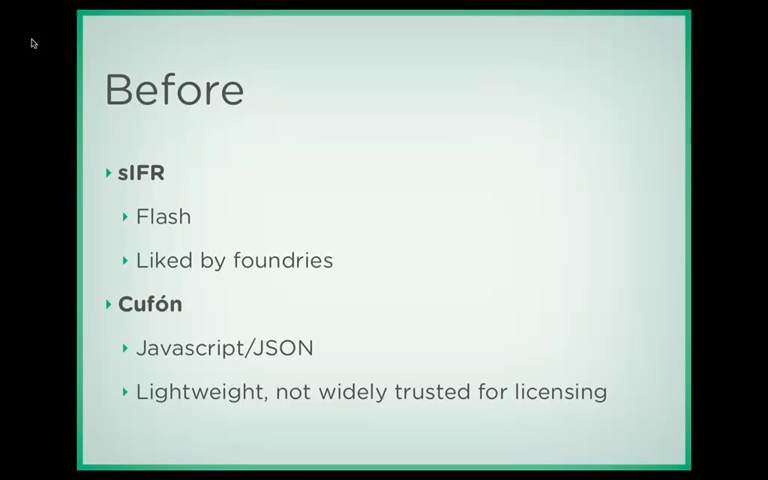 Before
sIFR
Flash
Liked by foundries
Cufón
Javascript/JSON
Lightweight, not widely trusted for licensing